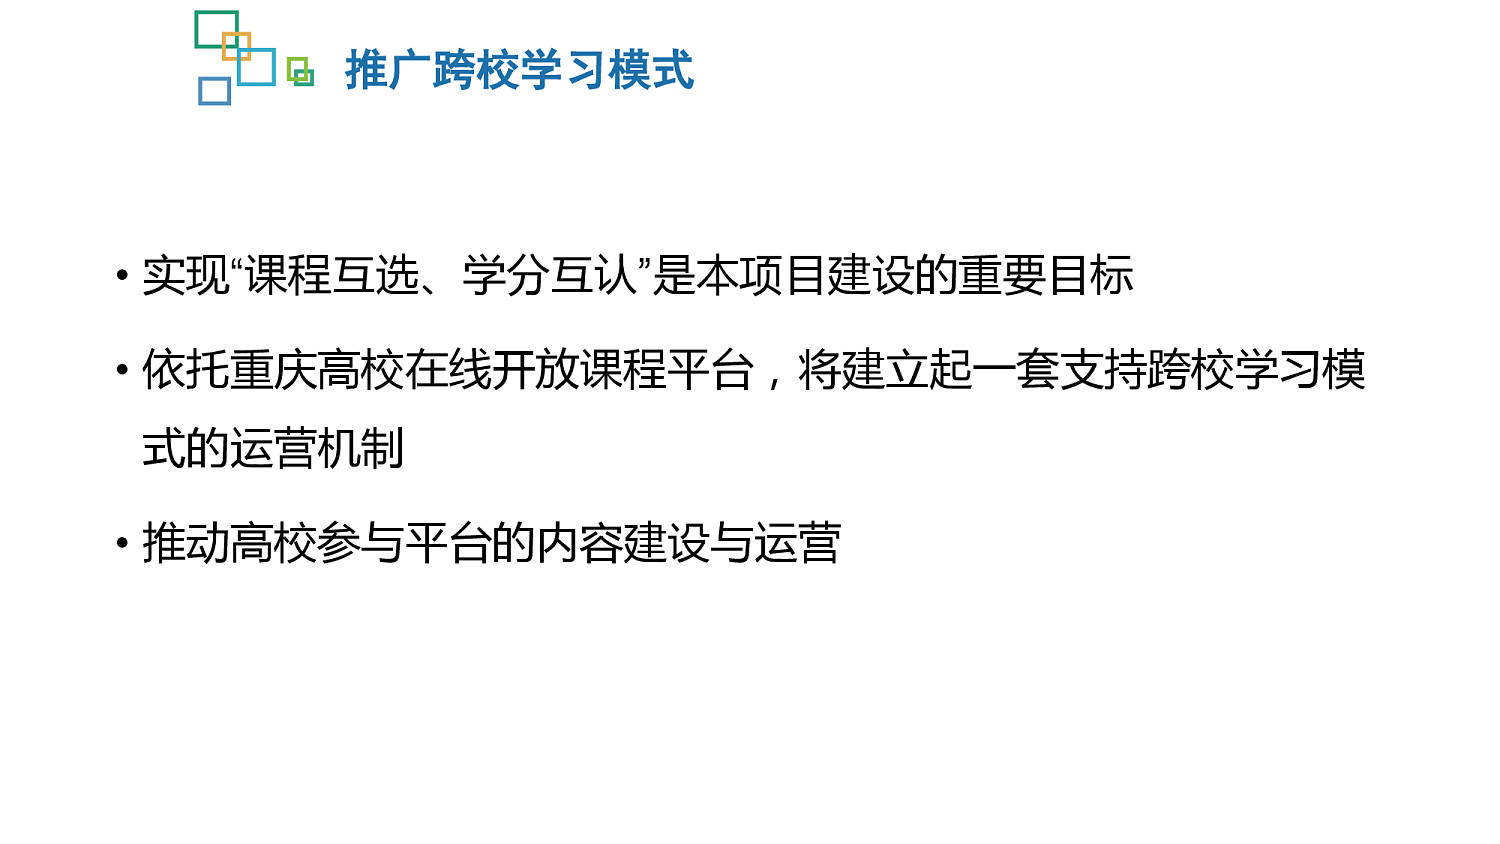 推广跨校学习模式
• 实现“课程互选、学分互认”是本项目建设的重要目标
• 依托重庆高校在线开放课程平台，将建立起一套支持跨校学习模
式的运营机制
• 推动高校参与平台的内容建设与运营